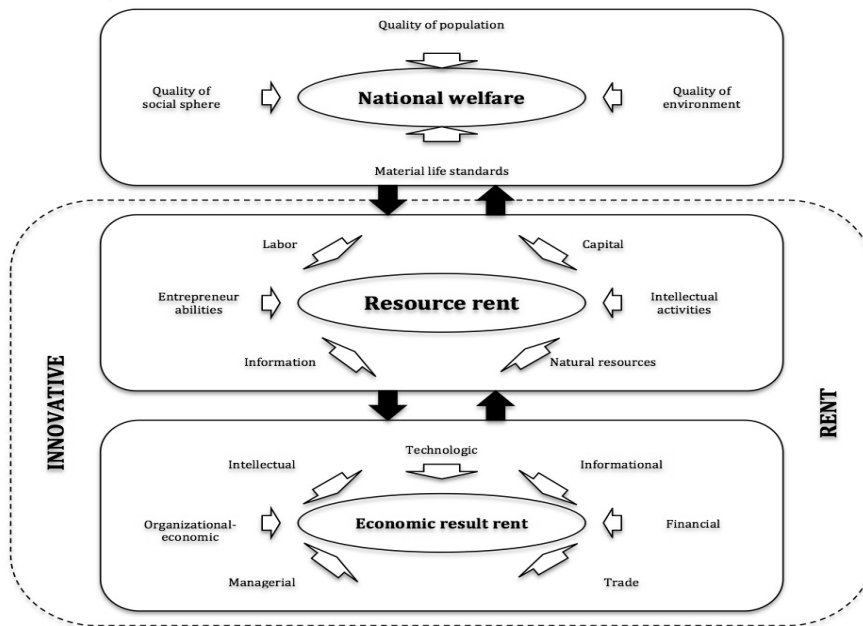 Quality of population
Quality of
social sphere
National welfare
Quality of
environment
Material life standards
Labor
Capital
Entrepreneur
abilities
Resource rent
Intellectual
activities
Information
Natural resources
INNOVATIVE
RENT
Technologic
Intellectual
Informational
Organizational-
economic
Economic result rent
Financial
Managerial
Trade